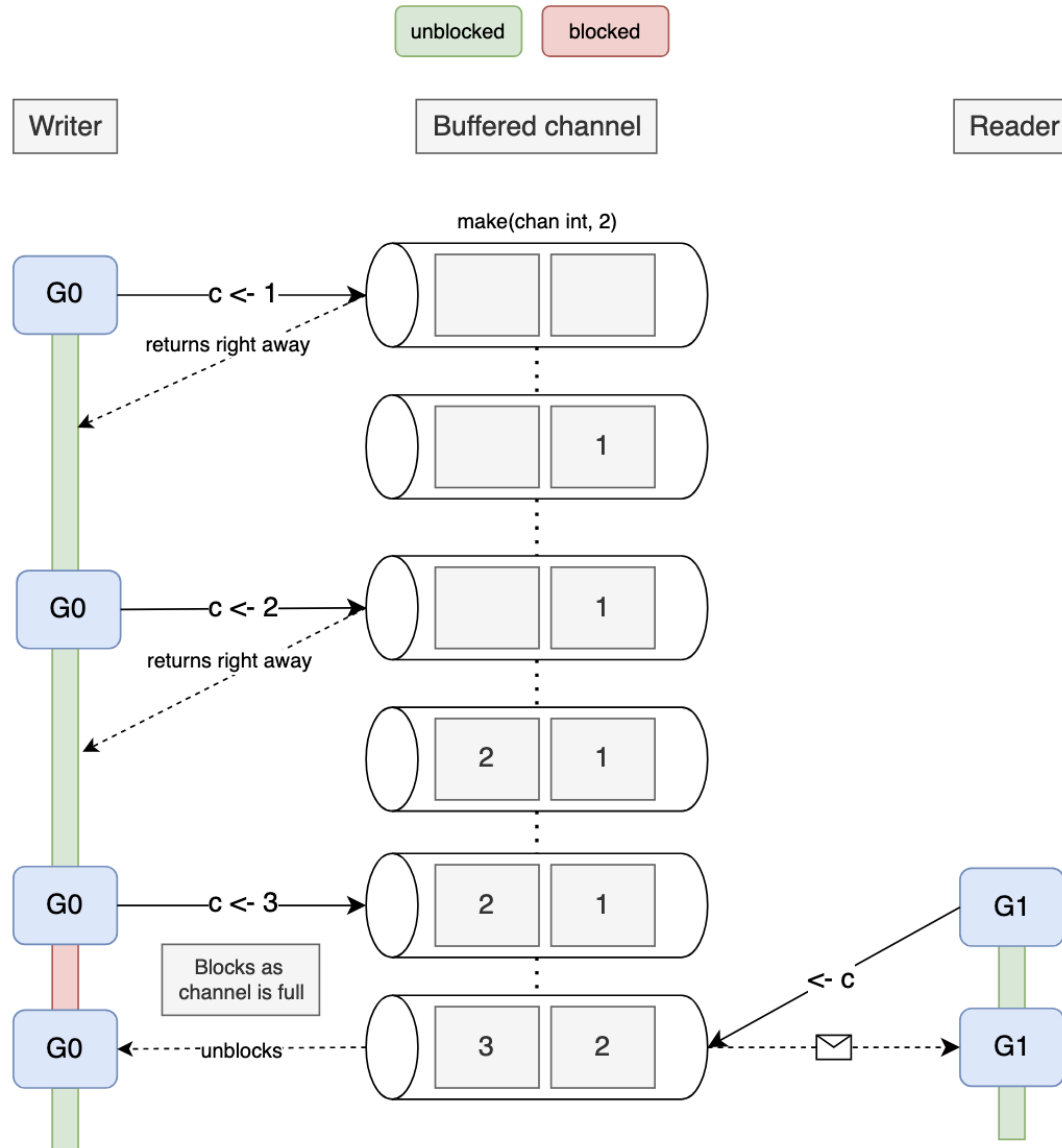 unblocked
blocked
Writer
Buffered channel
Reader
make(chan int, 2)
G0
c <- 1
returns right away
1
G0
c <- 2
1
returns right away
2
1
G0
c <- 3
2
1
G1
Blocks as
channel is full
<- c
G0
unblocks
3
2
G1